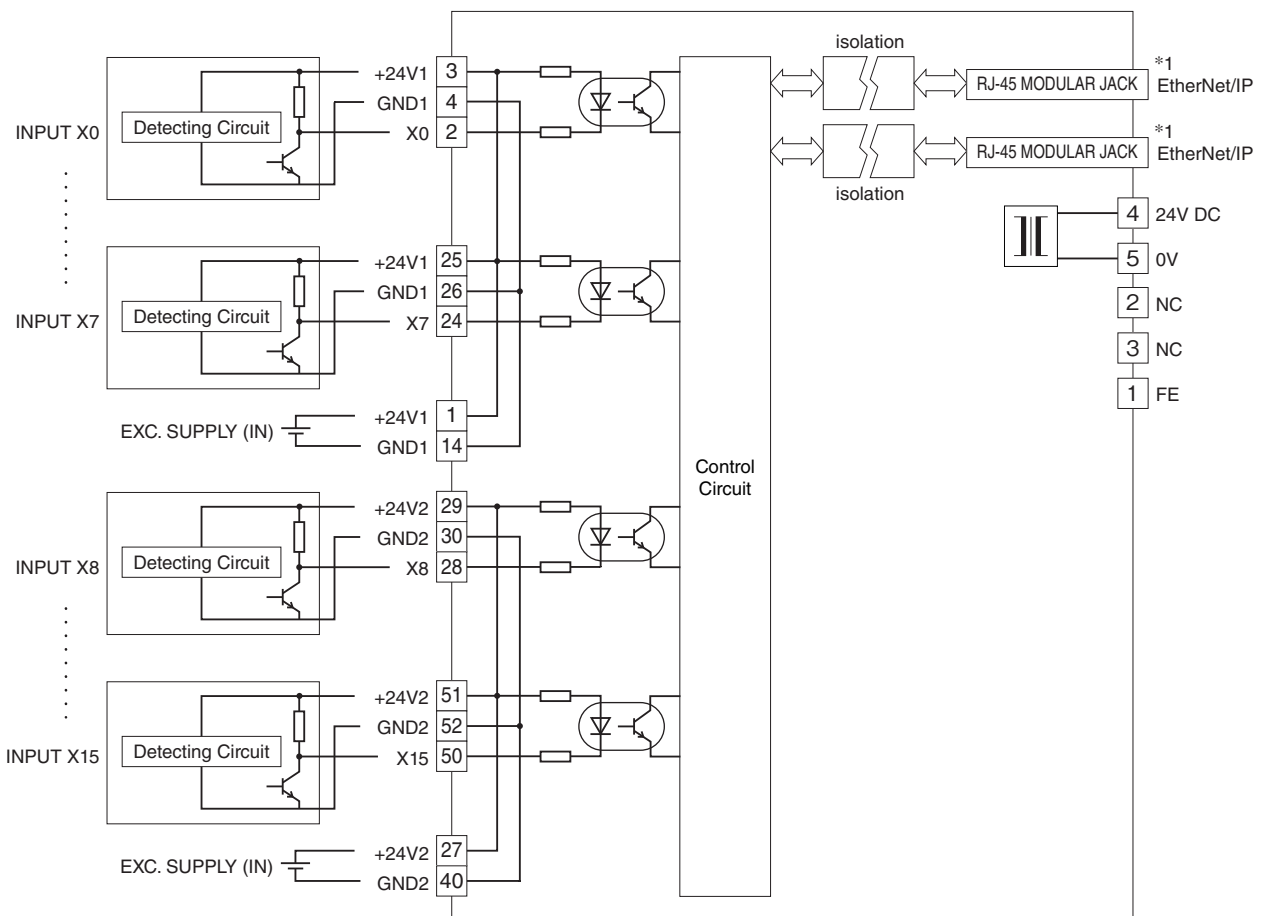 INPUT X0
Detecting Circuit
+24V1 3
GND1 4
X0 2
INPUT X7
Detecting Circuit
+24V1 25
GND1 26
X7 24
EXC. SUPPLY (IN)
+24V1 1
GND1 14
INPUT X8
Detecting Circuit
+24V2 29
GND2 30
X8 28
INPUT X15
Detecting Circuit
+24V2 51
GND2 52
X15 50
EXC. SUPPLY (IN)
+24V2 27
GND2 40
Control
Circuit
isolation
RJ-45 MODULAR JACK
*1
EtherNet/IP
isolation
RJ-45 MODULAR JACK
*1
EtherNet/IP
4 24V DC
5 0V
2 NC
3 NC
1 FE